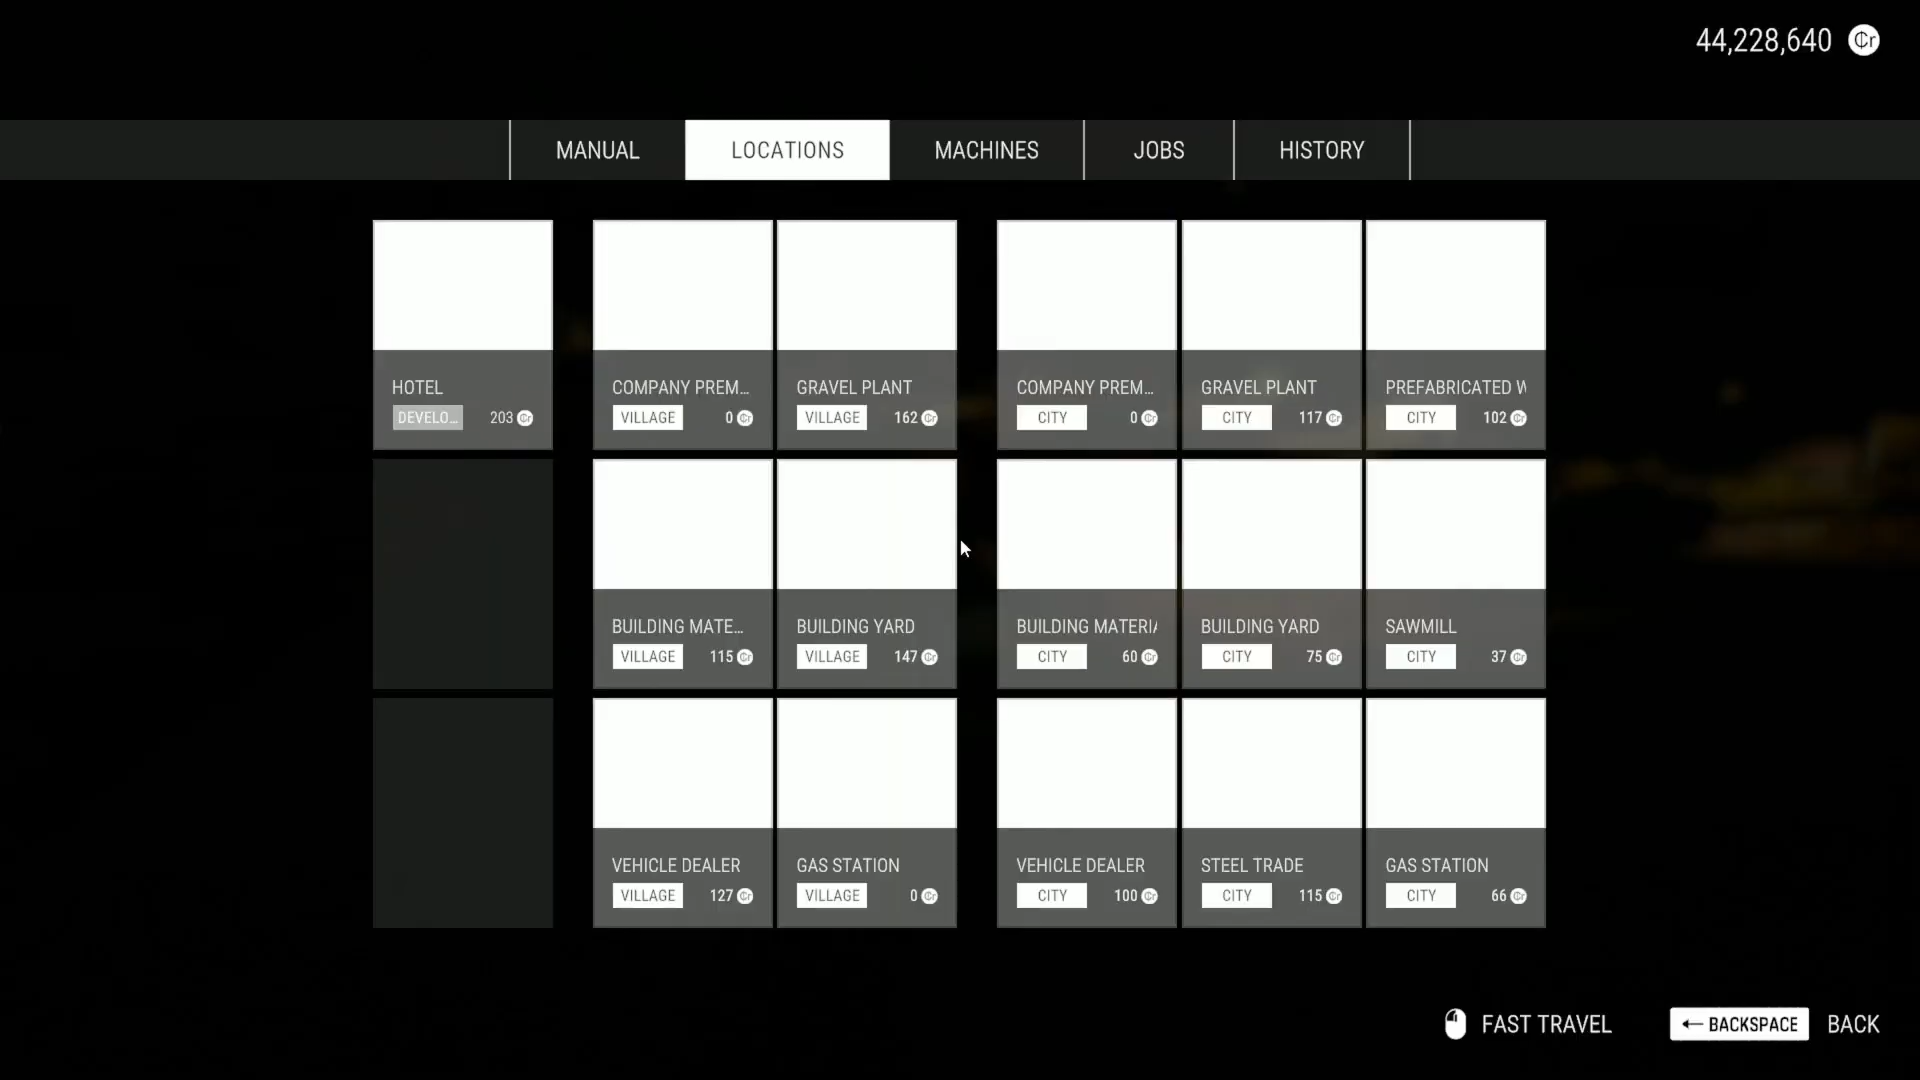 44,228,640 ₢r
MANUAL LOCATIONS MACHINES JOBS HISTORY
HOTEL
DEVELO... 203 ₢r
COMPANY PREM...
VILLAGE 0 ₢r
GRAVEL PLANT
VILLAGE 162 ₢r
COMPANY PREM...
CITY 0 ₢r
GRAVEL PLANT
CITY 117 ₢r
PREFABRICATED W
CITY 102 ₢r
BUILDING MATE...
VILLAGE 115 ₢r
BUILDING YARD
VILLAGE 147 ₢r
BUILDING MATERIA
CITY 60 ₢r
BUILDING YARD
CITY 75 ₢r
SAWMILL
CITY 37 ₢r
VEHICLE DEALER
VILLAGE 127 ₢r
GAS STATION
VILLAGE 0 ₢r
VEHICLE DEALER
CITY 100 ₢r
STEEL TRADE
CITY 115 ₢r
GAS STATION
CITY 66 ₢r
FAST TRAVEL ← BACKSPACE BACK